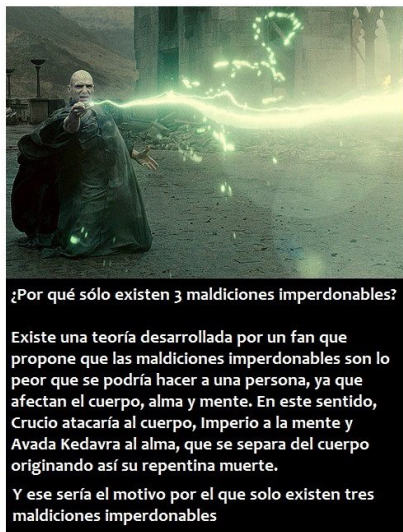 ¿Por qué sólo existen 3 maldiciones imperdonables?
Existe una teoría desarrollada por un fan que
propone que las maldiciones imperdonables son lo
peor que se podría hacer a una persona, ya que
afectan el cuerpo, alma y mente. En este sentido,
Crucio atacaría al cuerpo, Imperio a la mente y
Avada Kedavra al alma, que se separa del cuerpo
originando así su repentina muerte.
Y ese sería el motivo por el que solo existen tres
maldiciones imperdonables